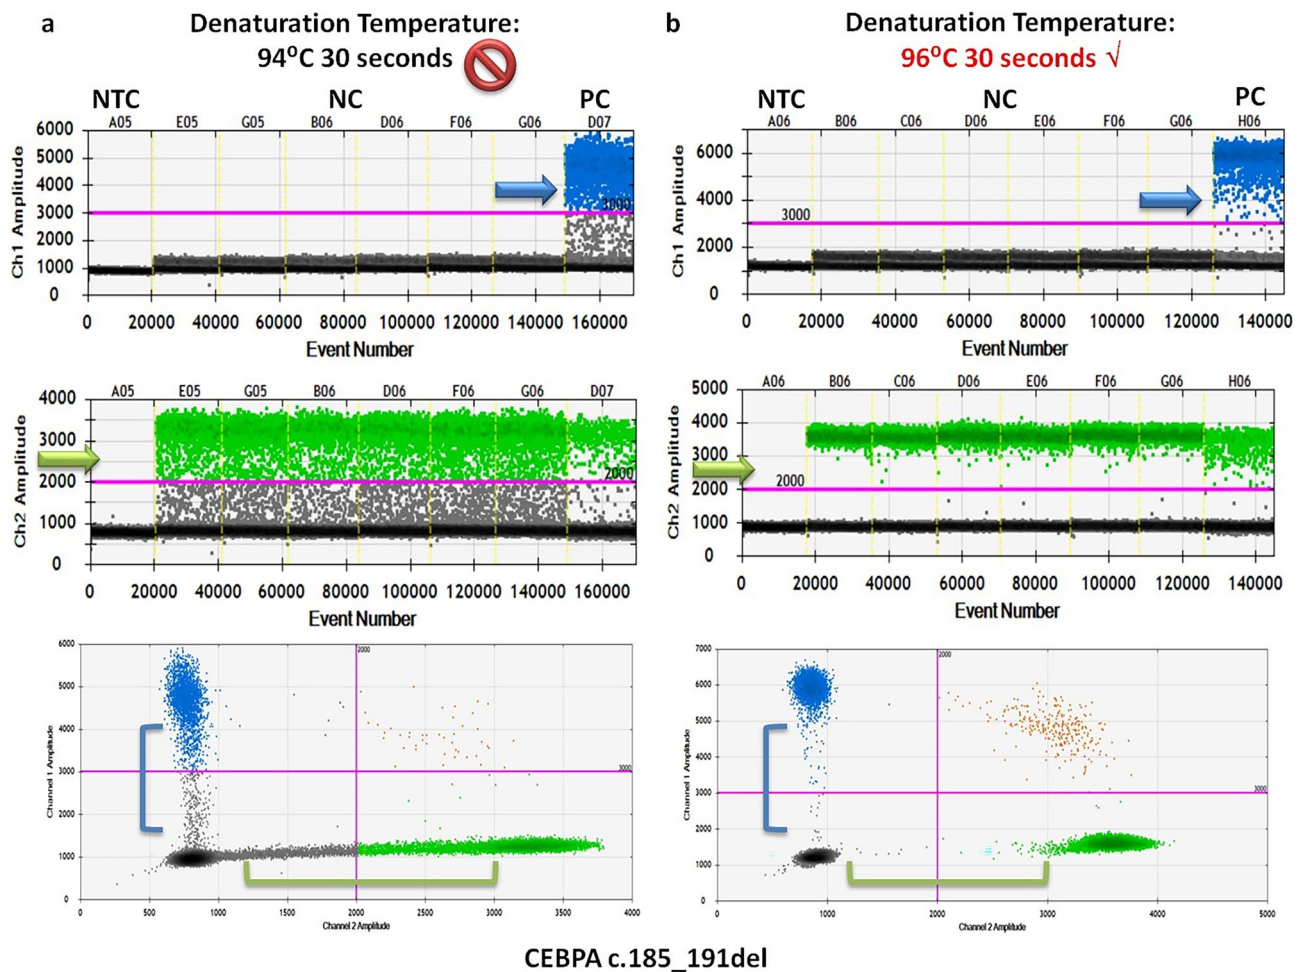 a
Denaturation Temperature:
94⁰C 30 seconds
NTC NC PC
A05 E05 G05 B06 D06 F06 G06 D07
6000
5000
4000
3000
2000
1000
0
3000
Ch1 Amplitude
0 20000 40000 60000 80000 100000 120000 140000 160000
Event Number
A05 E05 G05 B06 D06 F06 G06 D07
4000
3000
2000
1000
0
2000
Ch2 Amplitude
0 20000 40000 60000 80000 100000 120000 140000 160000
Event Number
6000
5000
4000
3000
2000
1000
0
2000
3000
Channel 1 Amplitude
0 500 1000 1500 2000 2500 3000 3500 4000
Channel 2 Amplitude
b
Denaturation Temperature:
96⁰C 30 seconds √
NTC NC PC
A06 B06 C06 D06 E06 F06 G06 H06
6000
4000
2000
0
3000
Ch1 Amplitude
0 20000 40000 60000 80000 100000 120000 140000
Event Number
A06 B06 C06 D06 E06 F06 G06 H06
5000
4000
3000
2000
1000
0
2000
Ch2 Amplitude
0 20000 40000 60000 80000 100000 120000 140000
Event Number
7000
6000
5000
4000
3000
2000
1000
0
2000
3000
Channel 1 Amplitude
0 1000 2000 3000 4000 5000
Channel 2 Amplitude
CEBPA c.185_191del